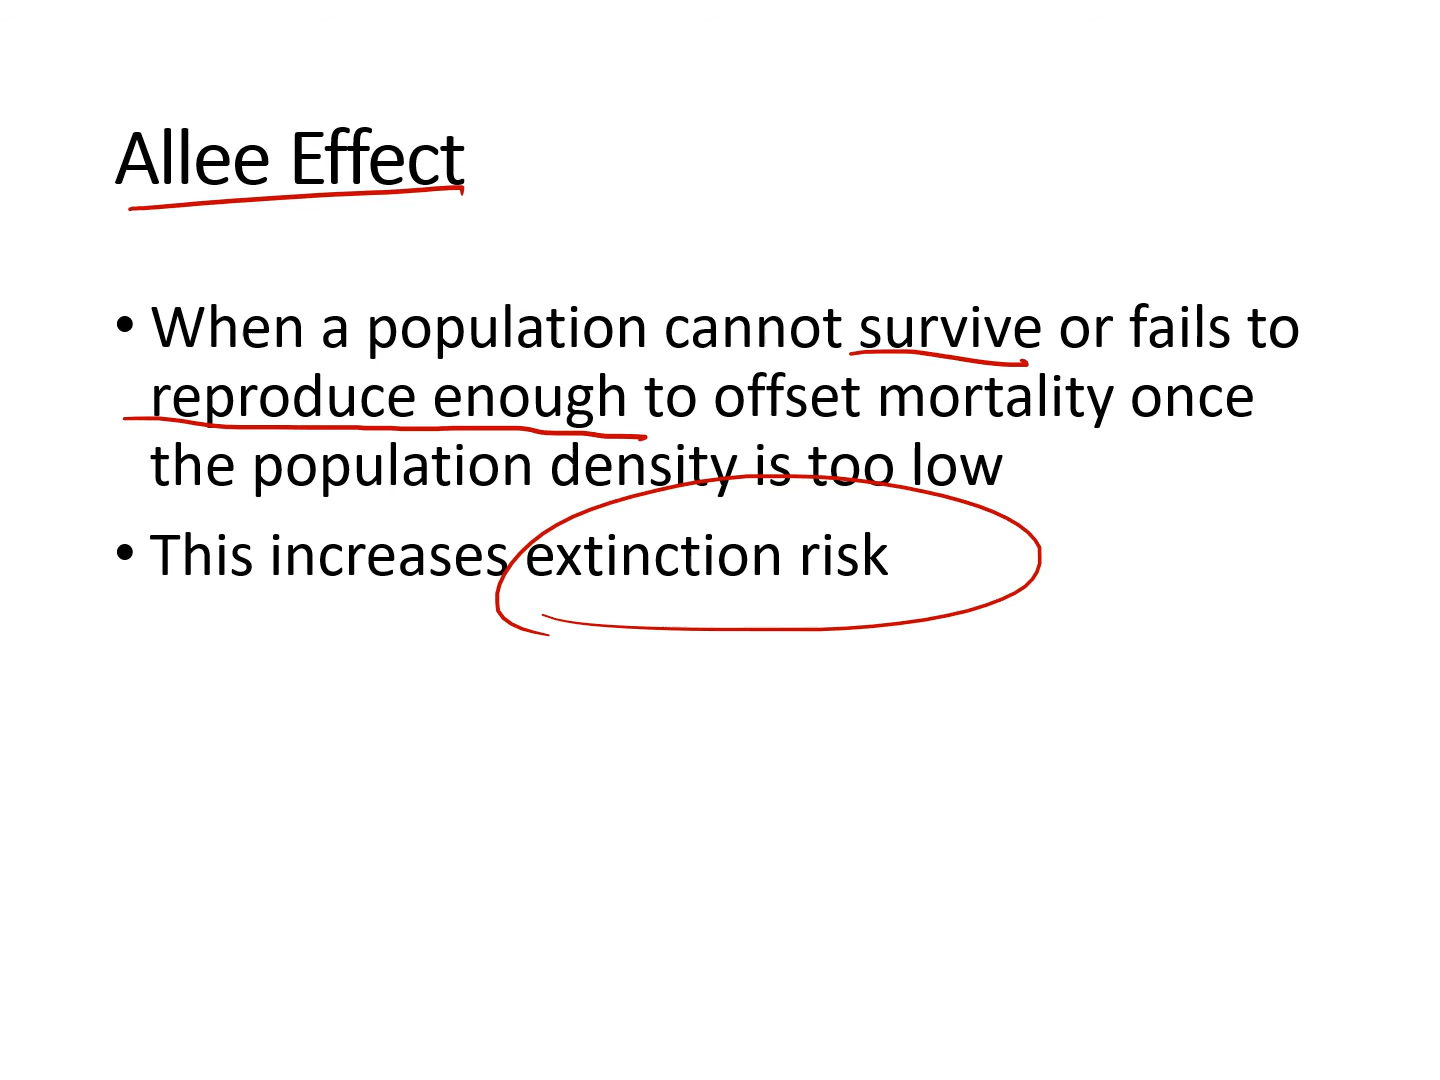 Allee Effect
• When a population cannot survive or fails to
reproduce enough to offset mortality once
the population density is too low
• This increases extinction risk